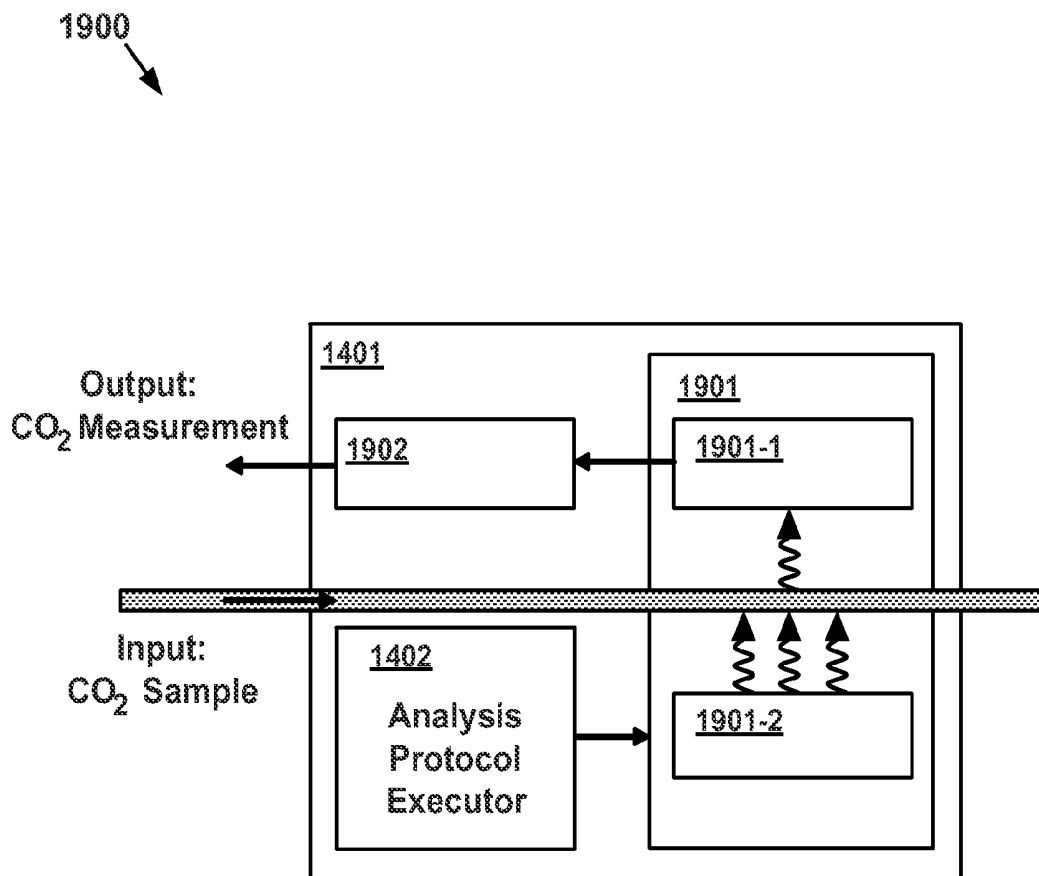 1900
1401
Output:
CO2 Measurement
1901
1902
1901-1
Input:
CO2 Sample
1402
Analysis
Protocol
Executor
1901-2